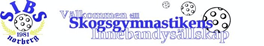 SIBS
1981
Norberg
Välkommen till
Skogsgymnastikens
Innebandysällskap